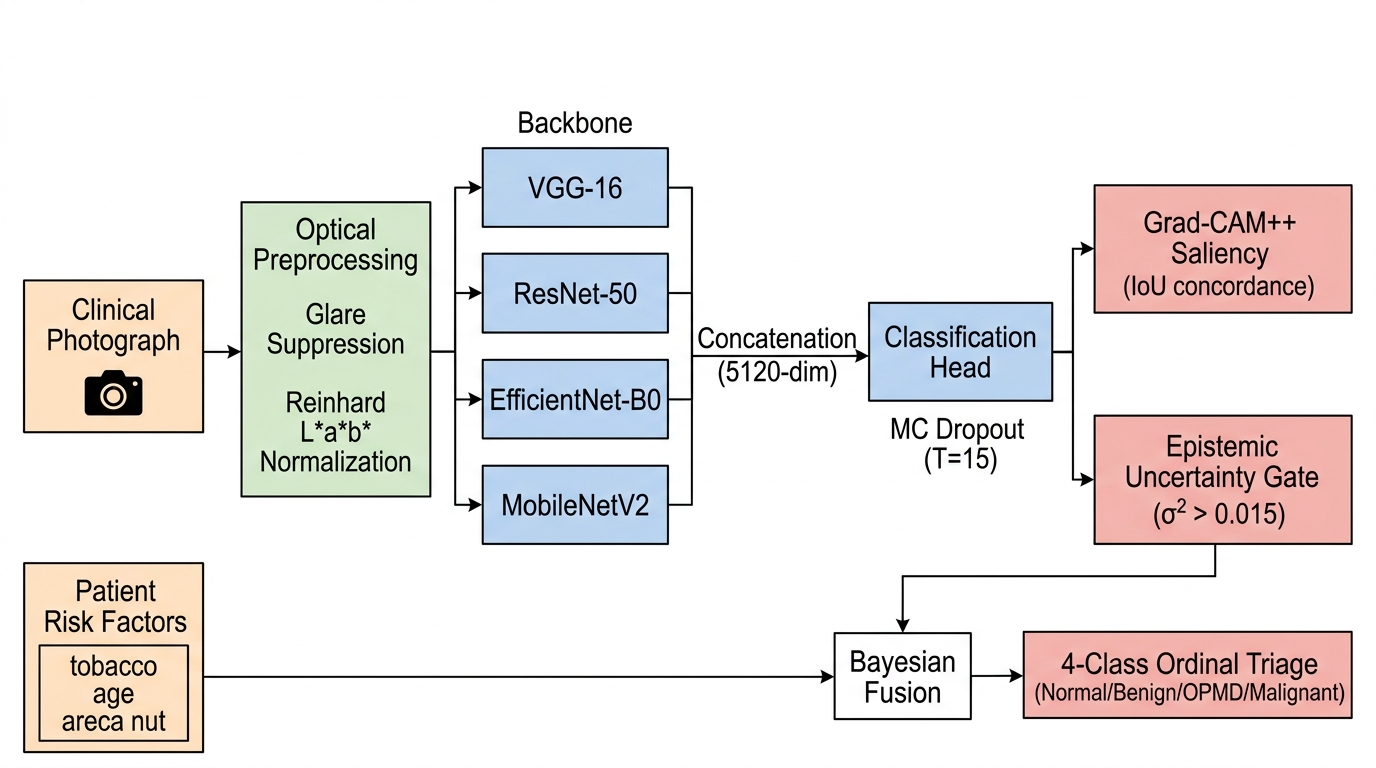 Clinical
Photograph
Optical
Preprocessing
Glare
Suppression
Reinhard
L*a*b*
Normalization
Backbone
VGG-16
ResNet-50
EfficientNet-B0
MobileNetV2
Concatenation
(5120-dim)
Classification
Head
MC Dropout
(T=15)
Grad-CAM++
Saliency
(IoU concordance)
Epistemic
Uncertainty Gate
(σ² > 0.015)
Patient
Risk Factors
tobacco
age
areca nut
Bayesian
Fusion
4-Class Ordinal Triage
(Normal/Benign/OPMD/Malignant)